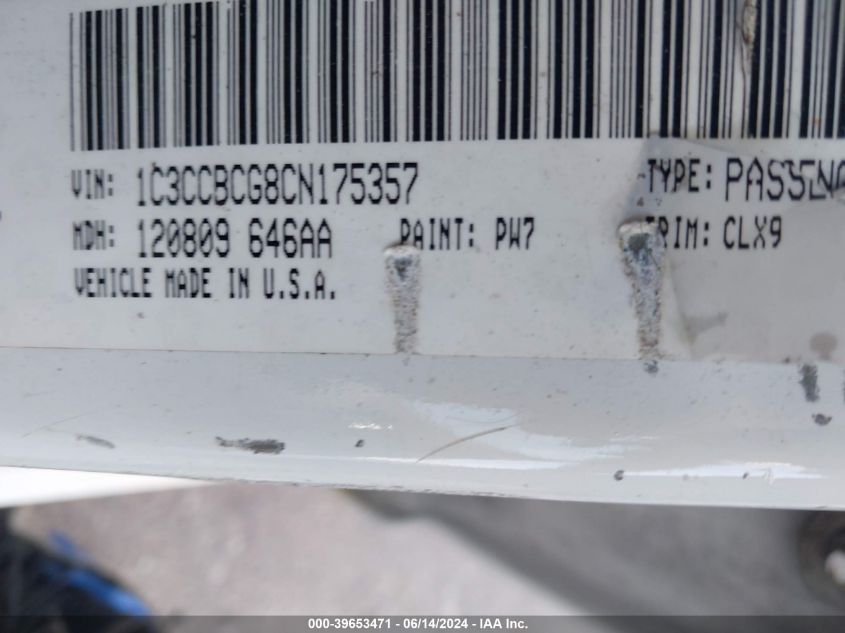 VIN: 1C3CCBCG8CN175357 TYPE: PASSENG
MDH: 120809 646AA PAINT: PW7 TRIM: CLX9
VEHICLE MADE IN U.S.A.
000-39653471 - 06/14/2024 - IAA Inc.